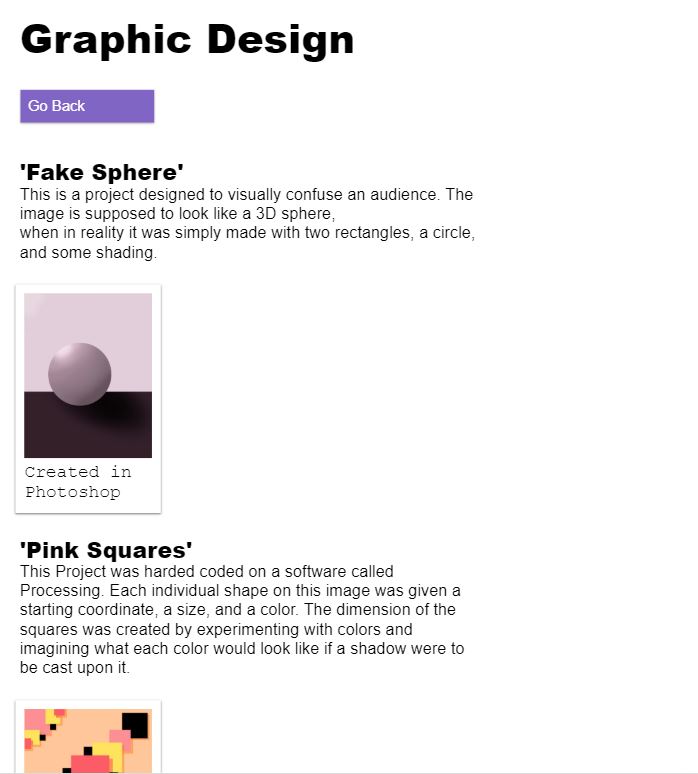 Graphic Design
Go Back
'Fake Sphere'
This is a project designed to visually confuse an audience. The
image is supposed to look like a 3D sphere,
when in reality it was simply made with two rectangles, a circle,
and some shading.
Created in
Photoshop
'Pink Squares'
This Project was harded coded on a software called
Processing. Each individual shape on this image was given a
starting coordinate, a size, and a color. The dimension of the
squares was created by experimenting with colors and
imagining what each color would look like if a shadow were to
be cast upon it.